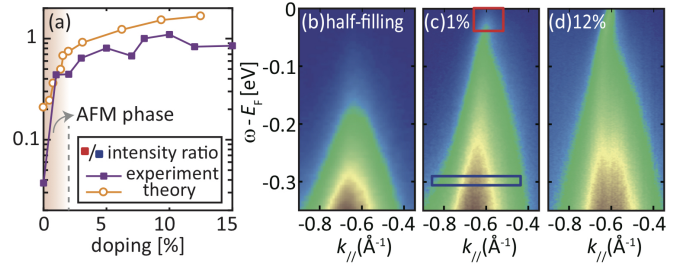 (a)
1
0.1
AFM phase
/ intensity ratio
experiment
theory
0 5 10 15
doping [%]
(b)half-filling
(c)1%
(d)12%
0
-0.1
-0.2
-0.3
ω - E_F [eV]
-0.8 -0.6 -0.4
-0.8 -0.6 -0.4
-0.8 -0.6 -0.4
k_//(Å⁻¹)
k_//(Å⁻¹)
k_//(Å⁻¹)